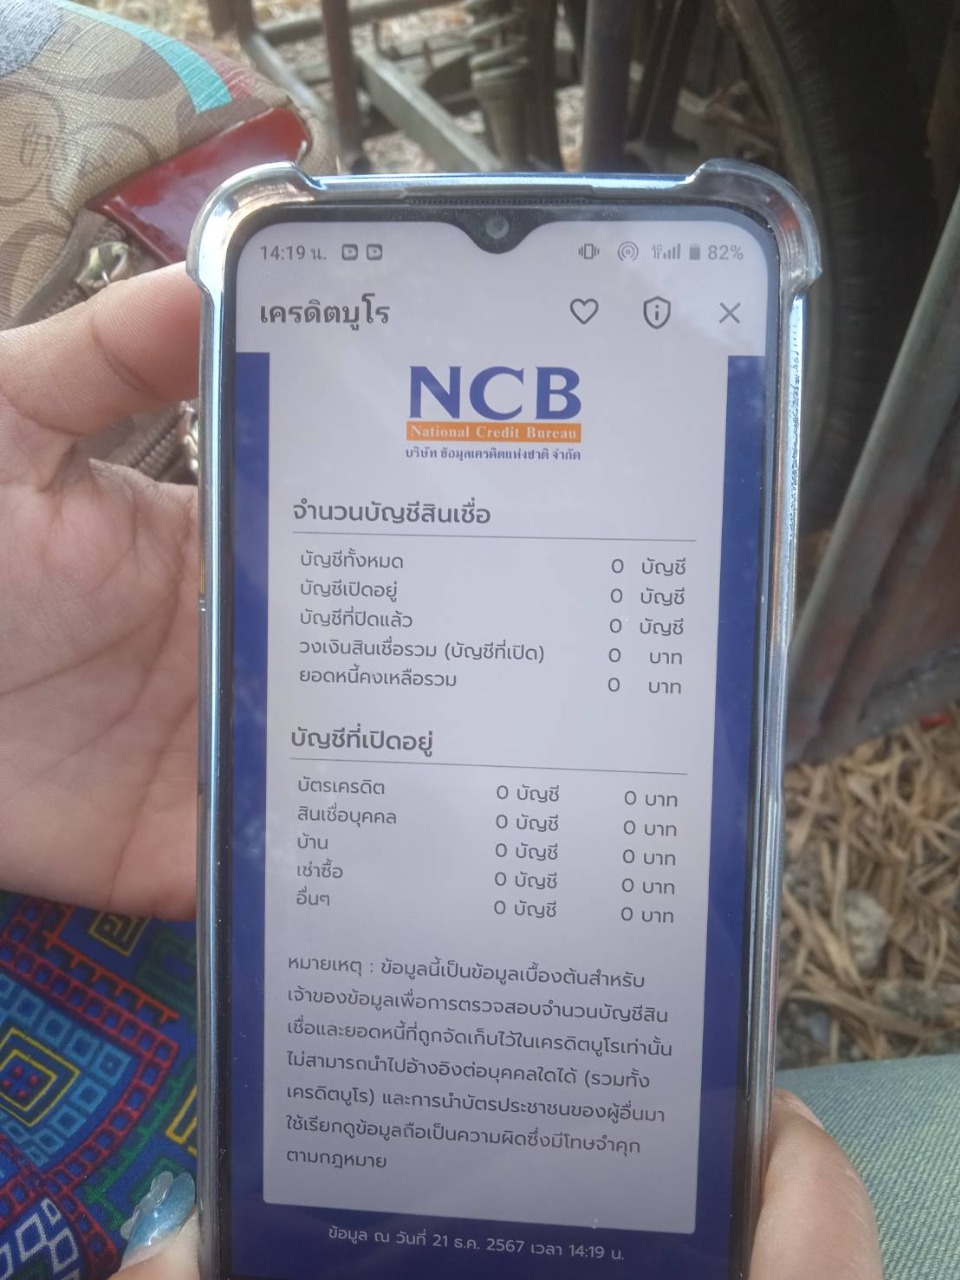 14:19 น. 82%
เครดิตบูโร
NCB
National Credit Bureau
บริษัท ข้อมูลเครดิตแห่งชาติ จำกัด
จำนวนบัญชีสินเชื่อ
บัญชีทั้งหมด 0 บัญชี
บัญชีเปิดอยู่ 0 บัญชี
บัญชีที่ปิดแล้ว 0 บัญชี
วงเงินสินเชื่อรวม (บัญชีที่เปิด) 0 บาท
ยอดหนี้คงเหลือรวม 0 บาท
บัญชีที่เปิดอยู่
บัตรเครดิต 0 บัญชี 0 บาท
สินเชื่อบุคคล 0 บัญชี 0 บาท
บ้าน 0 บัญชี 0 บาท
เช่าซื้อ 0 บัญชี 0 บาท
อื่นๆ 0 บัญชี 0 บาท
หมายเหตุ : ข้อมูลนี้เป็นข้อมูลเบื้องต้นสำหรับ
เจ้าของข้อมูลเพื่อการตรวจสอบจำนวนบัญชีสิน
เชื่อและยอดหนี้ที่ถูกจัดเก็บไว้ในเครดิตบูโรเท่านั้น
ไม่สามารถนำไปอ้างอิงต่อบุคคลใดได้ (รวมทั้ง
เครดิตบูโร) และการนำบัตรประชาชนของผู้อื่นมา
ใช้เรียกดูข้อมูลถือเป็นความผิดซึ่งมีโทษจำคุก
ตามกฎหมาย
ข้อมูล ณ วันที่ 21 ธ.ค. 2567 เวลา 14:19 น.